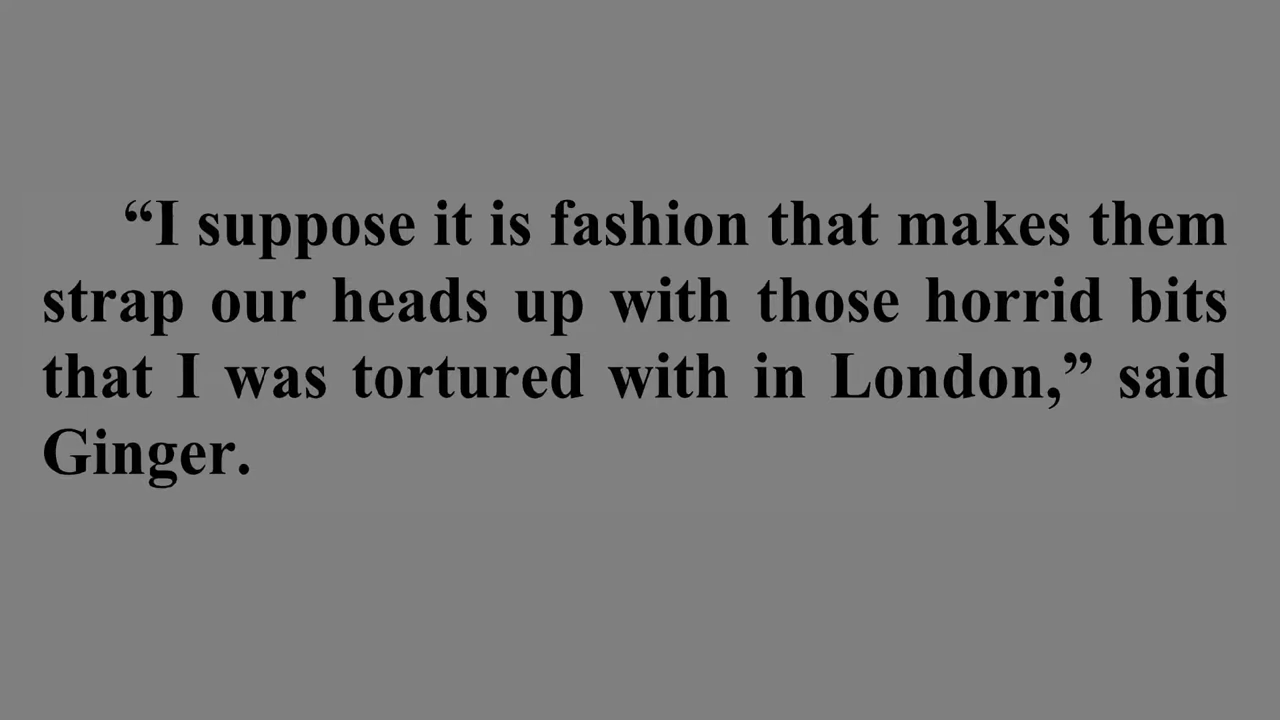 “I suppose it is fashion that makes them
strap our heads up with those horrid bits
that I was tortured with in London,” said
Ginger.